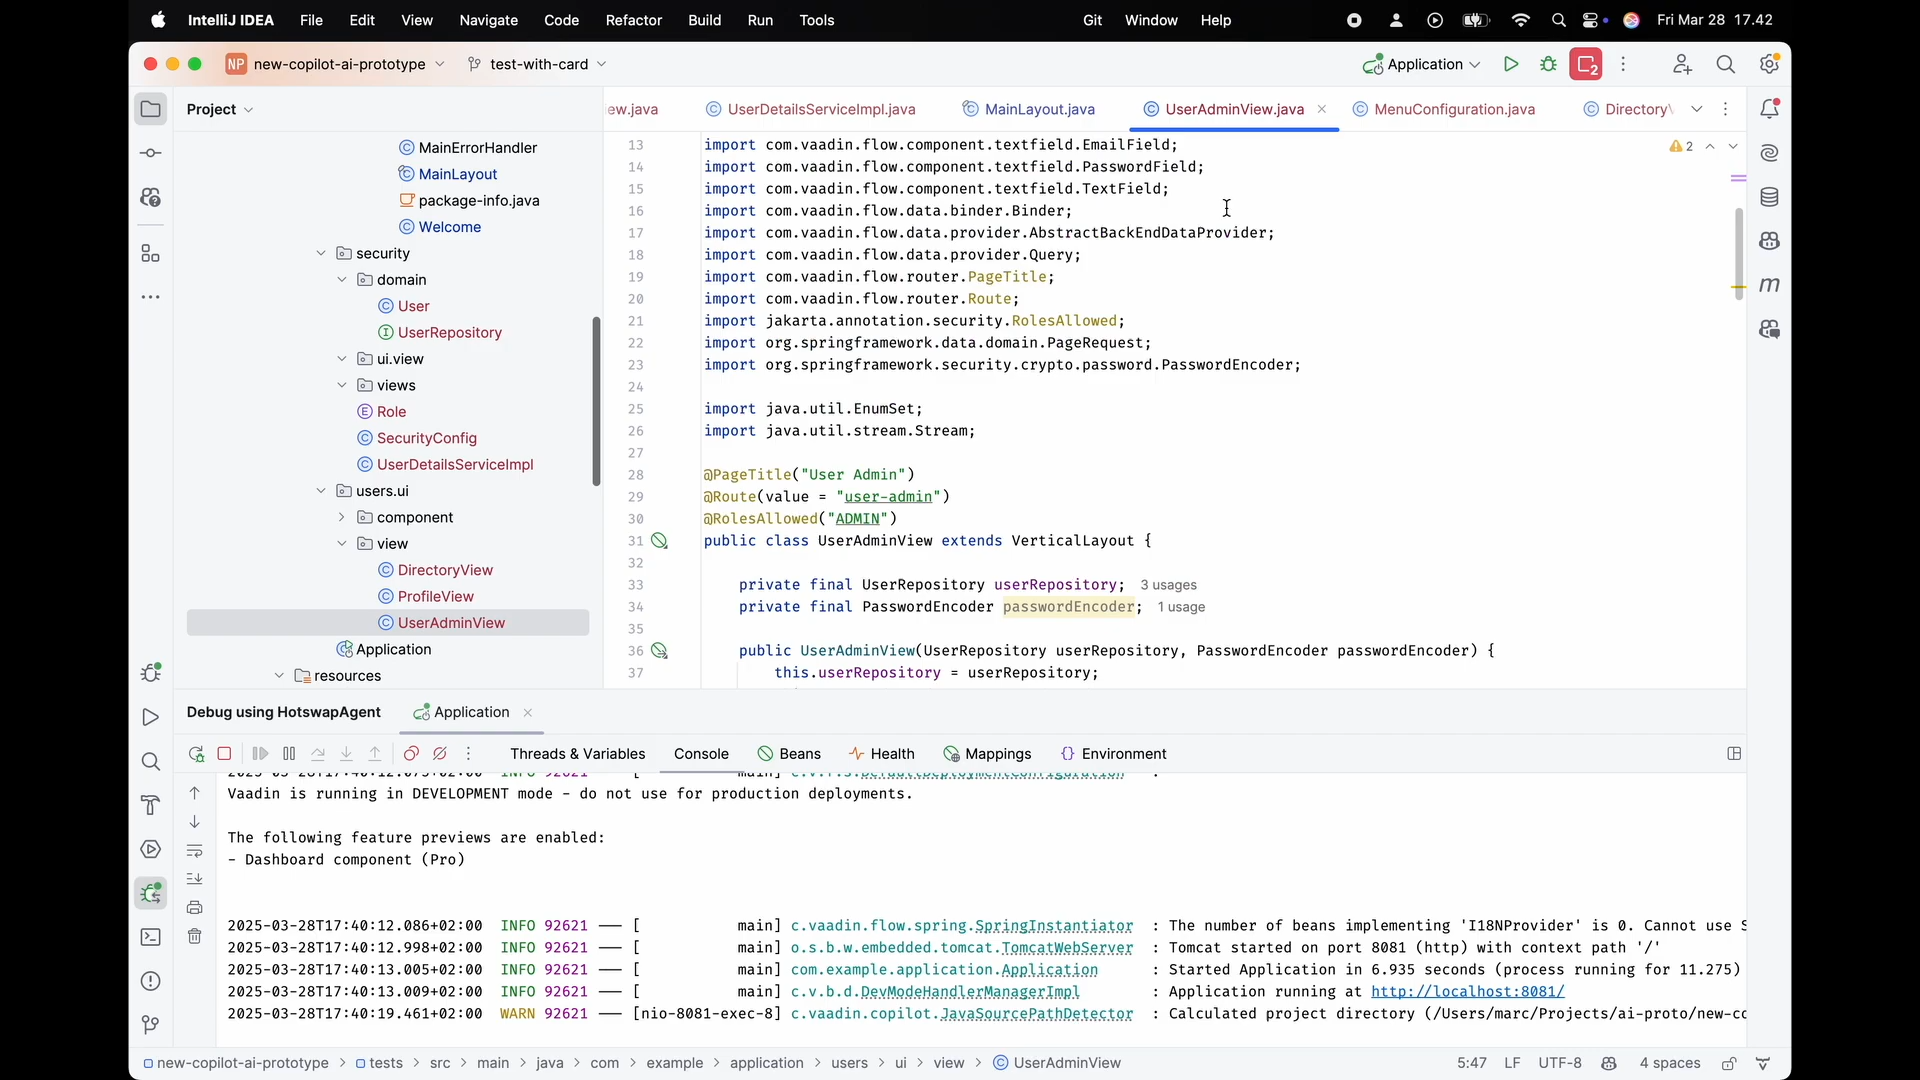 IntelliJ IDEA File Edit View Navigate Code Refactor Build Run Tools Git Window Help Fri Mar 28 17.42
NP new-copilot-ai-prototype test-with-card Application 2
Project
ew.java UserDetailsServiceImpl.java MainLayout.java UserAdminView.java MenuConfiguration.java DirectoryV
MainErrorHandler
MainLayout
package-info.java
Welcome
security
domain
User
UserRepository
ui.view
views
Role
SecurityConfig
UserDetailsServiceImpl
users.ui
component
view
DirectoryView
ProfileView
UserAdminView
Application
resources
2
13 import com.vaadin.flow.component.textfield.EmailField;
14 import com.vaadin.flow.component.textfield.PasswordField;
15 import com.vaadin.flow.component.textfield.TextField;
16 import com.vaadin.flow.data.binder.Binder;
17 import com.vaadin.flow.data.provider.AbstractBackEndDataProvider;
18 import com.vaadin.flow.data.provider.Query;
19 import com.vaadin.flow.router.PageTitle;
20 import com.vaadin.flow.router.Route;
21 import jakarta.annotation.security.RolesAllowed;
22 import org.springframework.data.domain.PageRequest;
23 import org.springframework.security.crypto.password.PasswordEncoder;
24
25 import java.util.EnumSet;
26 import java.util.stream.Stream;
27
28 @PageTitle("User Admin")
29 @Route(value = "user-admin")
30 @RolesAllowed("ADMIN")
31 public class UserAdminView extends VerticalLayout {
32
33 private final UserRepository userRepository; 3 usages
34 private final PasswordEncoder passwordEncoder; 1 usage
35
36 public UserAdminView(UserRepository userRepository, PasswordEncoder passwordEncoder) {
37 this.userRepository = userRepository;
m
Debug using HotswapAgent Application
Threads & Variables Console Beans Health Mappings Environment
2025-03-28T17:40:12.075+02:00 INFO 92621 --- [ main] c.v.f.s.DefaultDeploymentConfiguration :
Vaadin is running in DEVELOPMENT mode - do not use for production deployments.
The following feature previews are enabled:
- Dashboard component (Pro)
2025-03-28T17:40:12.086+02:00 INFO 92621 --- [ main] c.vaadin.flow.spring.SpringInstantiator : The number of beans implementing 'I18NProvider' is 0. Cannot use S
2025-03-28T17:40:12.998+02:00 INFO 92621 --- [ main] o.s.b.w.embedded.tomcat.TomcatWebServer : Tomcat started on port 8081 (http) with context path '/'
2025-03-28T17:40:13.005+02:00 INFO 92621 --- [ main] com.example.application.Application : Started Application in 6.935 seconds (process running for 11.275)
2025-03-28T17:40:13.009+02:00 INFO 92621 --- [ main] c.v.b.d.DevModeHandlerManagerImpl : Application running at http://localhost:8081/
2025-03-28T17:40:19.461+02:00 WARN 92621 --- [nio-8081-exec-8] c.vaadin.copilot.JavaSourcePathDetector : Calculated project directory (/Users/marc/Projects/ai-proto/new-co
new-copilot-ai-prototype > tests > src > main > java > com > example > application > users > ui > view > UserAdminView 5:47 LF UTF-8 4 spaces